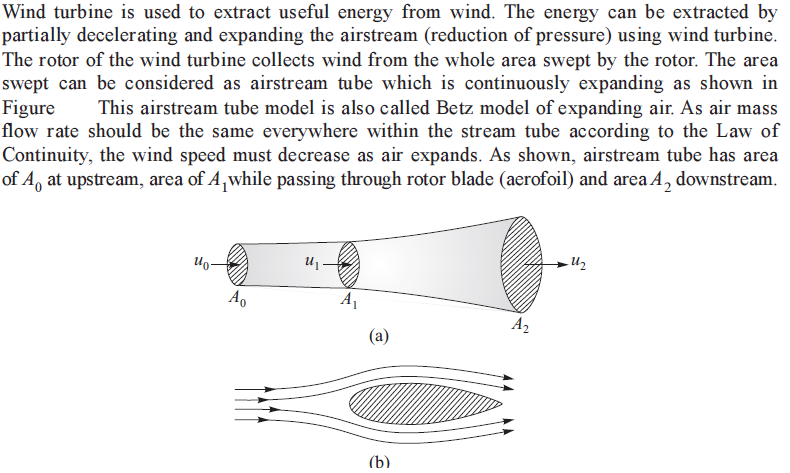 Wind turbine is used to extract useful energy from wind. The energy can be extracted by
partially decelerating and expanding the airstream (reduction of pressure) using wind turbine.
The rotor of the wind turbine collects wind from the whole area swept by the rotor. The area
swept can be considered as airstream tube which is continuously expanding as shown in
Figure This airstream tube model is also called Betz model of expanding air. As air mass
flow rate should be the same everywhere within the stream tube according to the Law of
Continuity, the wind speed must decrease as air expands. As shown, airstream tube has area
of A₀ at upstream, area of A₁ while passing through rotor blade (aerofoil) and area A₂ downstream.
u₀ u₁ u₂
A₀ A₁ A₂
(a)
(b)